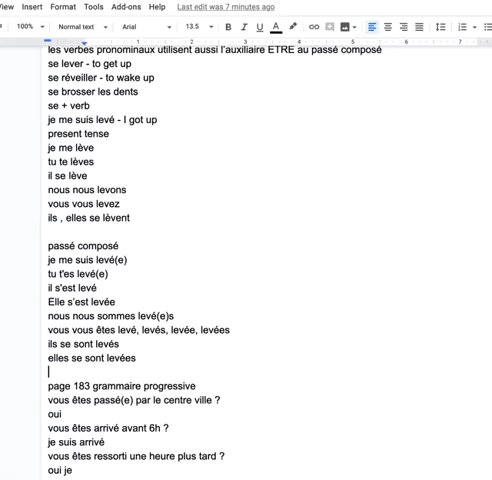 View Insert Format Tools Add-ons Help Last edit was 7 minutes ago
100% Normal text Arial 13.5 B I U A
1 2 3 4 5 6 7
les verbes pronominaux utilisent aussi l'auxiliaire ETRE au passé composé
se lever - to get up
se réveiller - to wake up
se brosser les dents
se + verb
je me suis levé - I got up
present tense
je me lève
tu te lèves
il se lève
nous nous levons
vous vous levez
ils , elles se lèvent
passé composé
je me suis levé(e)
tu t'es levé(e)
il s'est levé
Elle s'est levée
nous nous sommes levé(e)s
vous vous êtes levé, levés, levée, levées
ils se sont levés
elles se sont levées
page 183 grammaire progressive
vous êtes passé(e) par le centre ville ?
oui
vous êtes arrivé avant 6h ?
je suis arrivé
vous êtes ressorti une heure plus tard ?
oui je